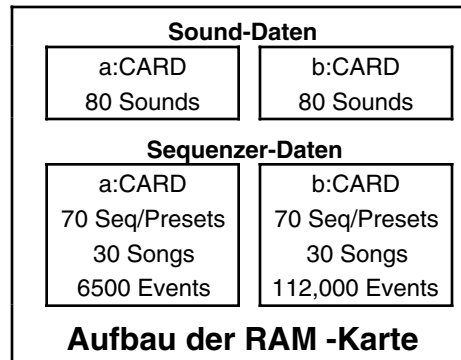 Sound-Daten
a:CARD
80 Sounds
b:CARD
80 Sounds
Sequenzer-Daten
a:CARD
70 Seq/Presets
30 Songs
6500 Events
b:CARD
70 Seq/Presets
30 Songs
112,000 Events
Aufbau der RAM -Karte